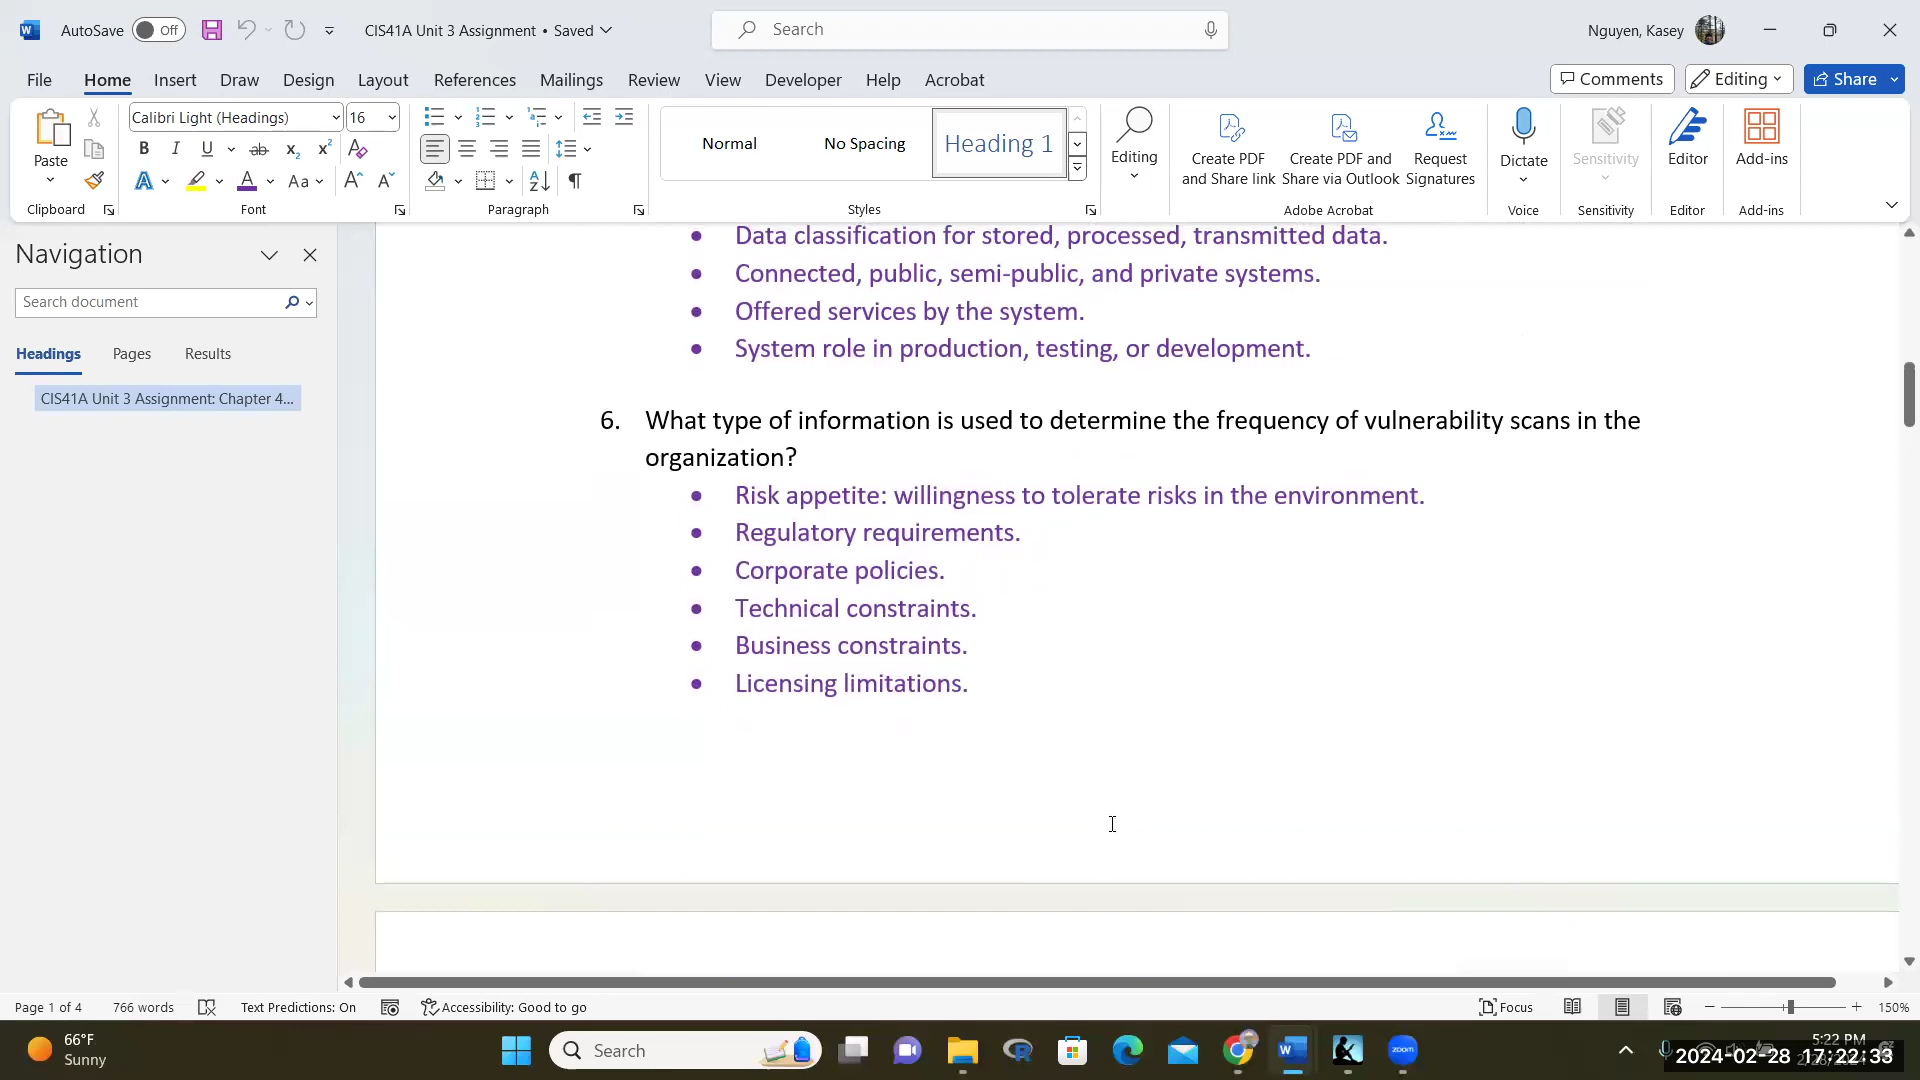 AutoSave Off CIS41A Unit 3 Assignment • Saved Search Nguyen, Kasey
File Home Insert Draw Design Layout References Mailings Review View Developer Help Acrobat Comments Editing Share
Paste Calibri Light (Headings) 16 Normal No Spacing Heading 1 Editing Create PDF and Share link Create PDF and Share via Outlook Request Signatures Dictate Sensitivity Editor Add-ins
Clipboard Font Paragraph Styles Adobe Acrobat Voice Sensitivity Editor Add-ins
Navigation
Search document
Headings Pages Results
CIS41A Unit 3 Assignment: Chapter 4...
• Data classification for stored, processed, transmitted data.
• Connected, public, semi-public, and private systems.
• Offered services by the system.
• System role in production, testing, or development.
6. What type of information is used to determine the frequency of vulnerability scans in the
organization?
• Risk appetite: willingness to tolerate risks in the environment.
• Regulatory requirements.
• Corporate policies.
• Technical constraints.
• Business constraints.
• Licensing limitations.
Page 1 of 4 766 words Text Predictions: On Accessibility: Good to go Focus 150%
66°F
Sunny
Search
zoom
5:22 PM
2024-02-28 17:22:33